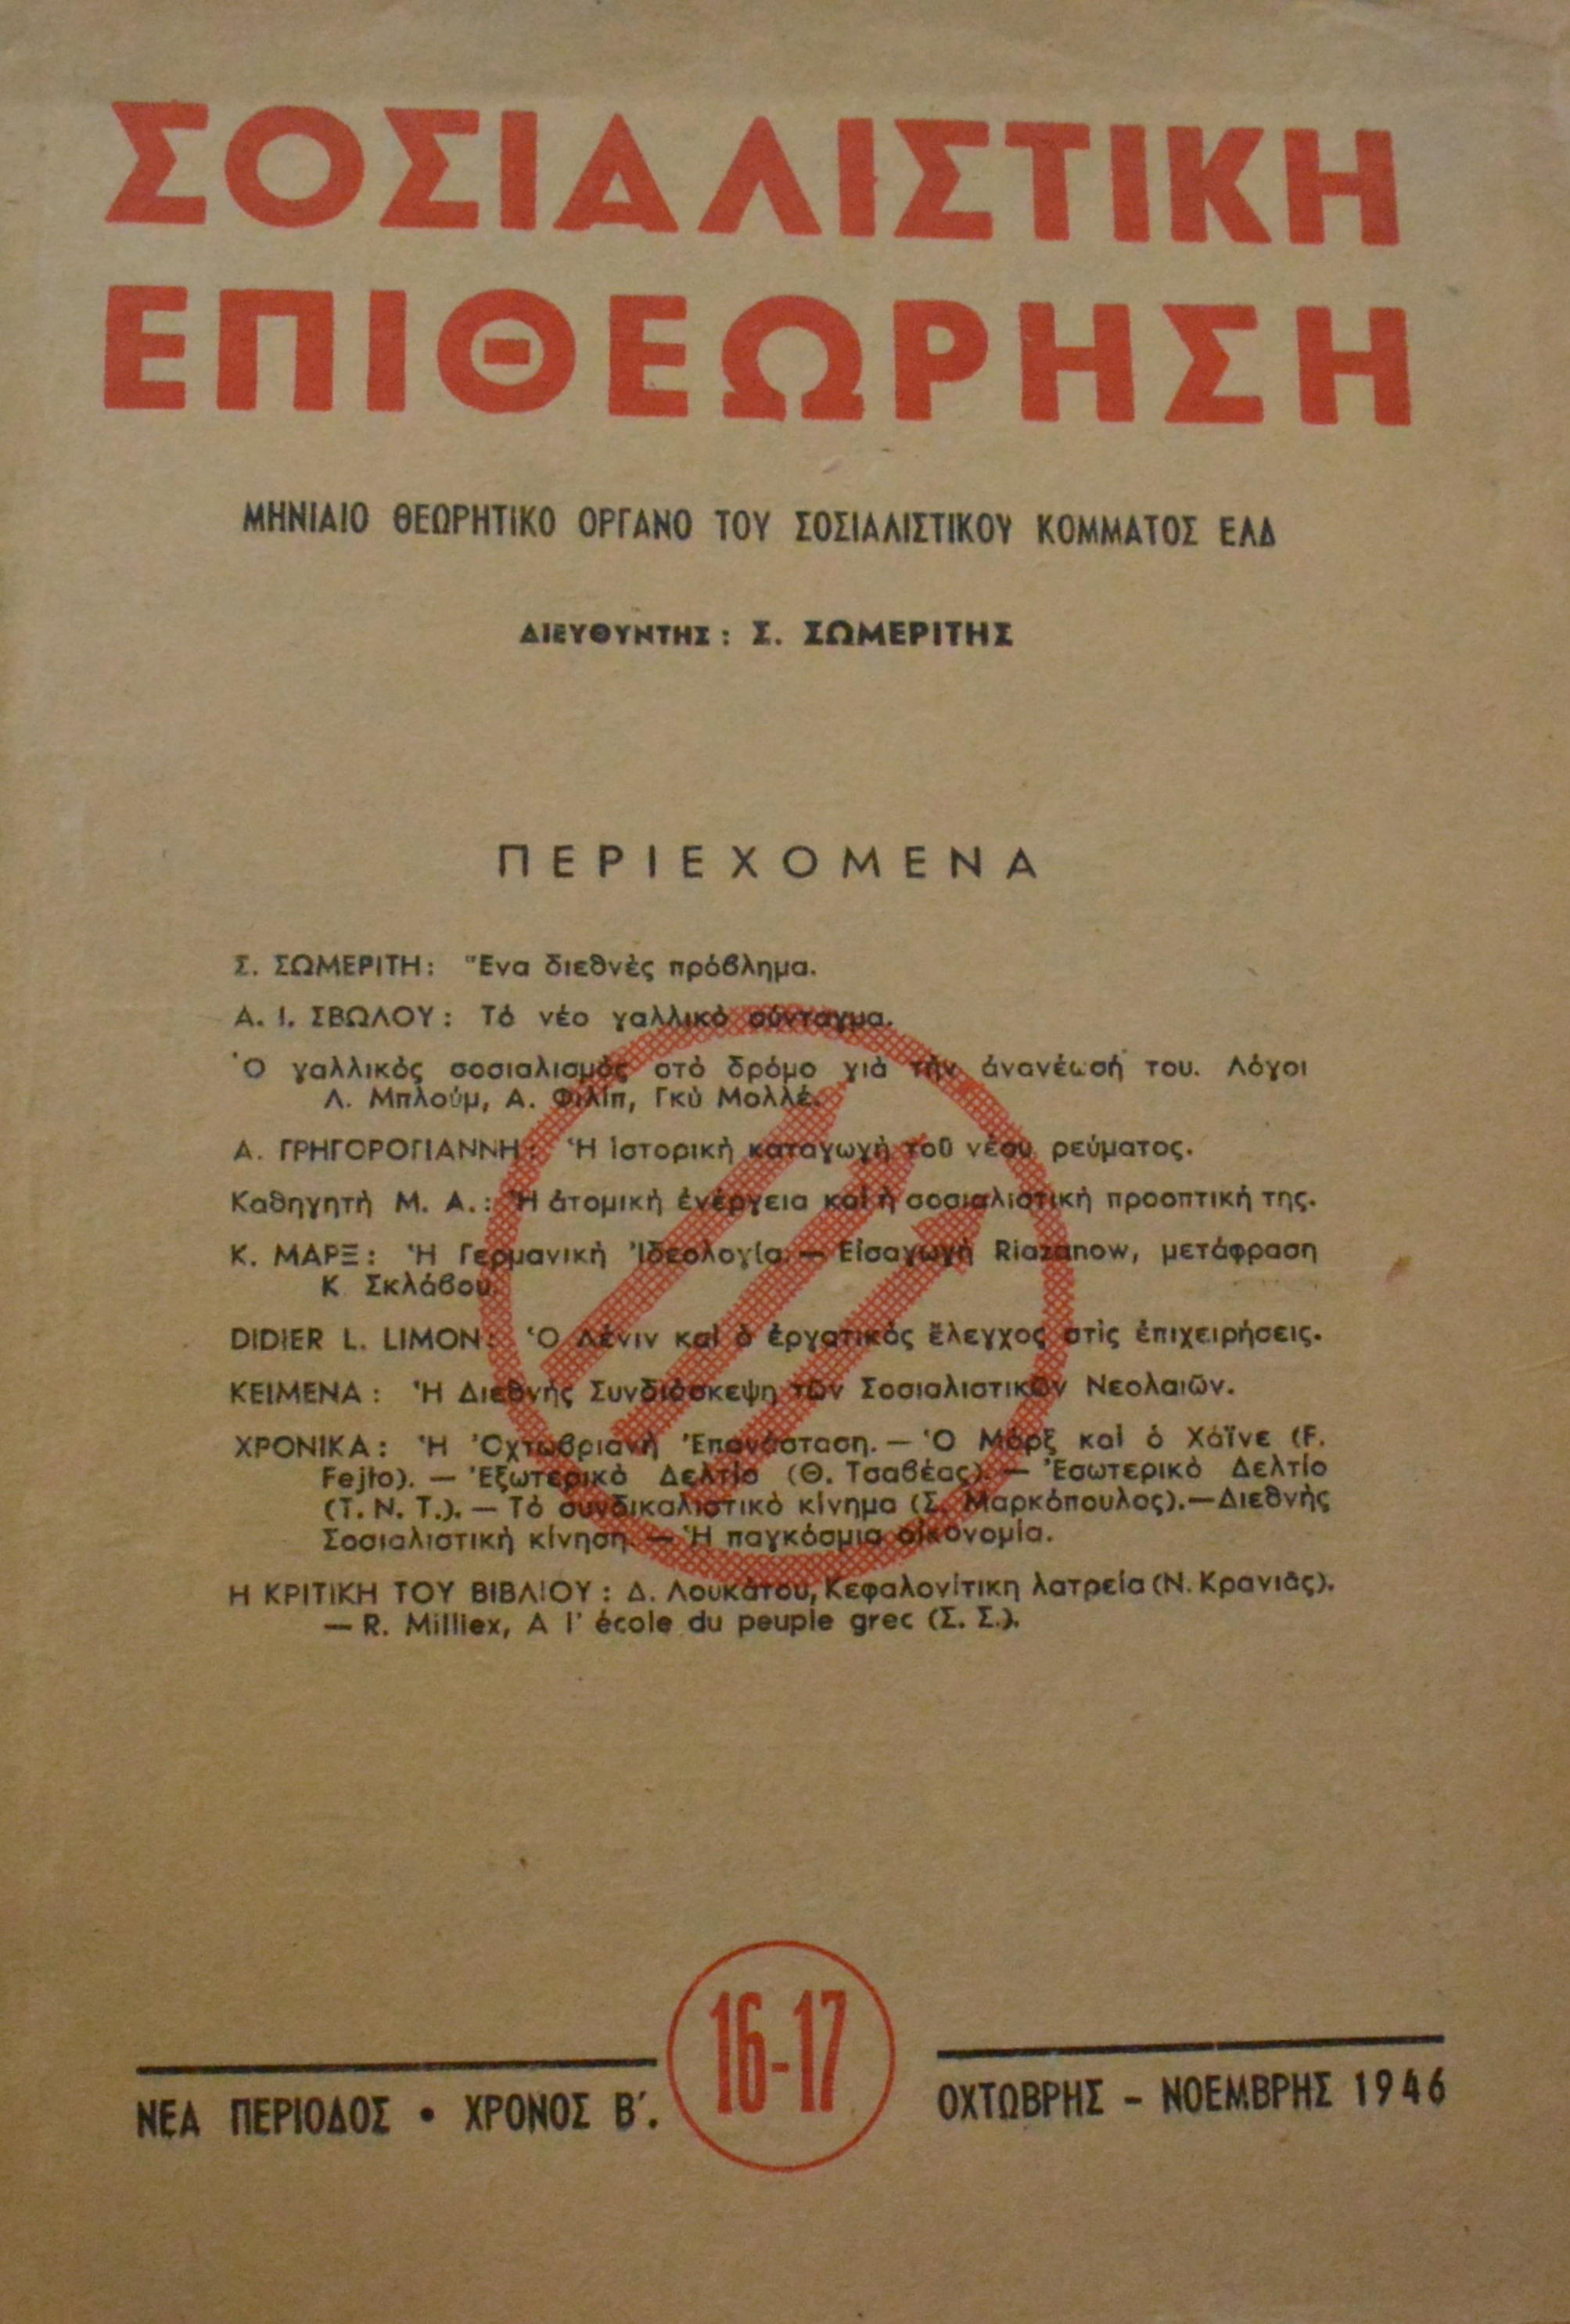 ΣΟΣΙΑΛΙΣΤΙΚΗ
ΕΠΙΘΕΩΡΗΣΗ
ΜΗΝΙΑΙΟ ΘΕΩΡΗΤΙΚΟ ΟΡΓΑΝΟ ΤΟΥ ΣΟΣΙΑΛΙΣΤΙΚΟΥ ΚΟΜΜΑΤΟΣ ΕΛΔ
ΔΙΕΥΘΥΝΤΗΣ : Σ. ΣΩΜΕΡΙΤΗΣ
ΠΕΡΙΕΧΟΜΕΝΑ
Σ. ΣΩΜΕΡΙΤΗ: Ἕνα διεθνὲς πρόβλημα.
Α. Ι. ΣΒΩΛΟΥ: Τὸ νέο γαλλικὸ σύνταγμα.
Ὁ γαλλικὸς σοσιαλισμὸς στὸ δρόμο γιὰ τὴν ἀνανέωσή του. Λόγοι
Λ. Μπλούμ, Α. Φιλίπ, Γκὺ Μολλέ.
Α. ΓΡΗΓΟΡΟΓΙΑΝΝΗ: Ἡ ἱστορικὴ καταγωγὴ τοῦ νέου ρεύματος.
Καθηγητὴ Μ. Α.: Ἡ ἀτομικὴ ἐνέργεια καὶ ἡ σοσιαλιστικὴ προοπτική της.
Κ. ΜΑΡΞ: Ἡ Γερμανικὴ Ἰδεολογία. — Εἰσαγωγὴ Riazanow, μετάφραση
Κ Σκλάβου.
DIDIER L. LIMON: Ὁ Λένιν καὶ ὁ ἐργατικὸς ἔλεγχος στὶς ἐπιχειρήσεις.
ΚΕΙΜΕΝΑ: Ἡ Διεθνὴς Συνδιάσκεψη τῶν Σοσιαλιστικῶν Νεολαιῶν.
ΧΡΟΝΙΚΑ: Ἡ Ὀχτωβριανὴ Ἐπανάσταση. — Ὁ Μὰρξ καὶ ὁ Χάϊνε (F.
Fejto). — Ἐξωτερικὸ Δελτίο (Θ. Τσαβέας). — Ἐσωτερικὸ Δελτίο
(Τ. Ν. Τ.). — Τὸ συνδικαλιστικὸ κίνημα (Σ. Μαρκόπουλος). — Διεθνὴς
Σοσιαλιστικὴ κίνηση. — Ἡ παγκόσμια οἰκονομία.
Η ΚΡΙΤΙΚΗ ΤΟΥ ΒΙΒΛΙΟΥ: Δ. Λουκάτου, Κεφαλονίτικη λατρεία (Ν. Κρανιᾶς).
— R. Milliex, A l' école du peuple grec (Σ. Σ.).
16-17
ΝΕΑ ΠΕΡΙΟΔΟΣ • ΧΡΟΝΟΣ Β΄.
ΟΧΤΩΒΡΗΣ - ΝΟΕΜΒΡΗΣ 1946